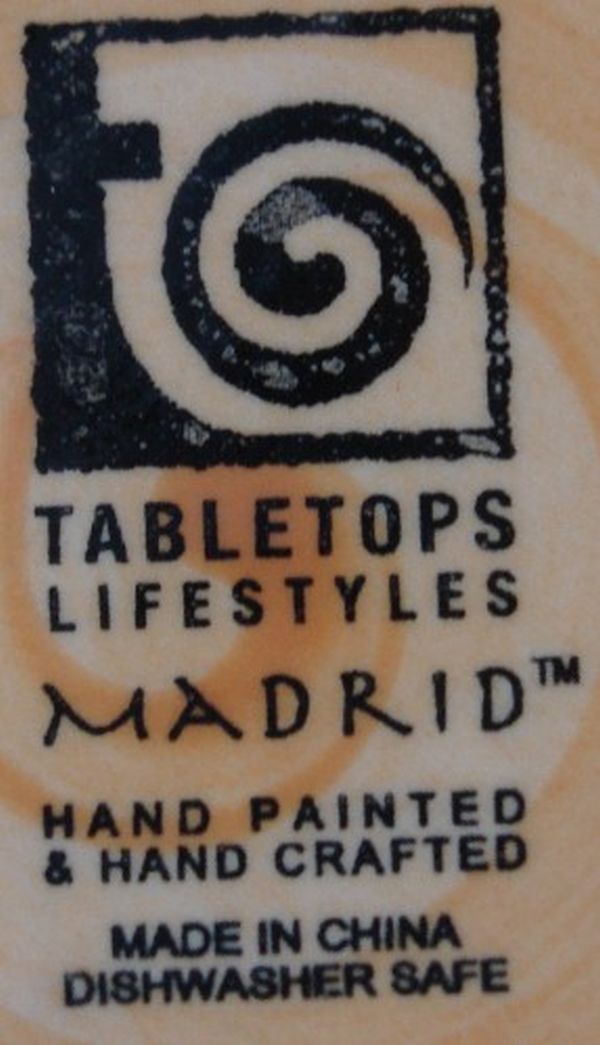 TABLETOPS
LIFESTYLES
MADRID™
HAND PAINTED
& HAND CRAFTED
MADE IN CHINA
DISHWASHER SAFE